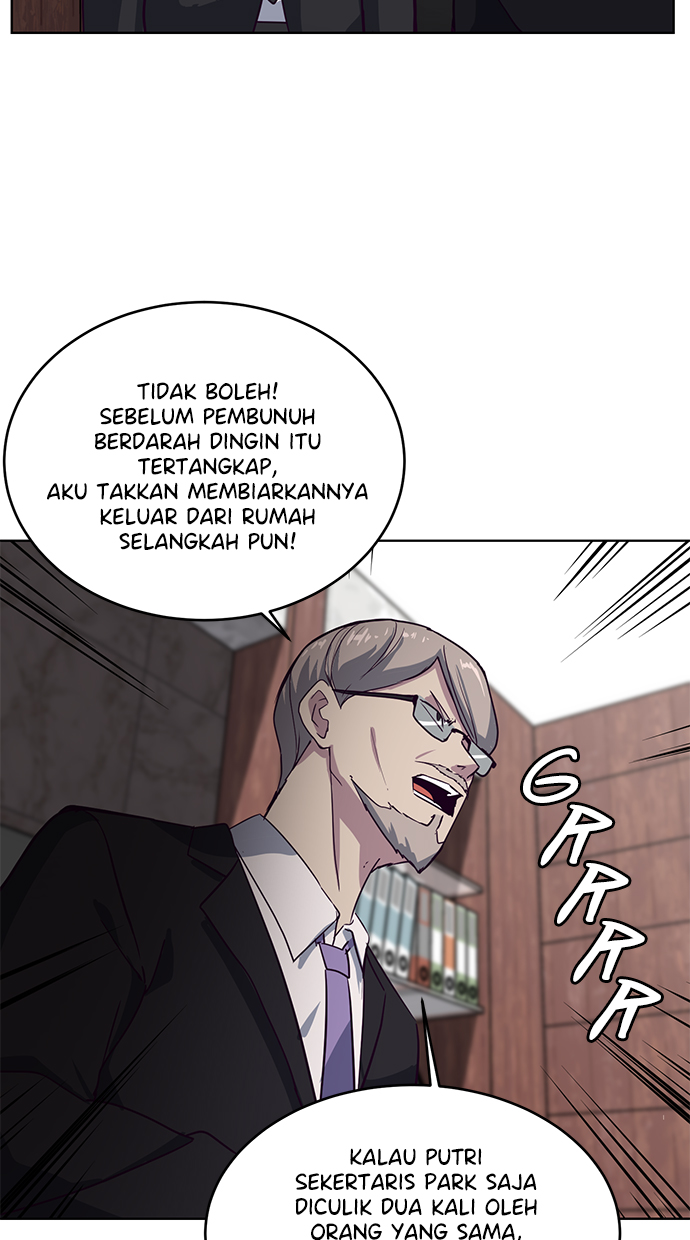 TIDAK BOLEH!
SEBELUM PEMBUNUH
BERDARAH DINGIN ITU
TERTANGKAP,
AKU TAKKAN MEMBIARKANNYA
KELUAR DARI RUMAH
SELANGKAH PUN!
GRRRR
KALAU PUTRI
SEKERTARIS PARK SAJA
DICULIK DUA KALI OLEH
ORANG YANG SAMA,